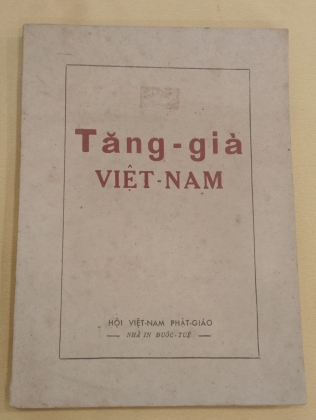 Tăng-già
VIỆT-NAM
HỘI VIỆT-NAM PHẬT-GIÁO
— NHÀ IN ĐUỐC-TUỆ —